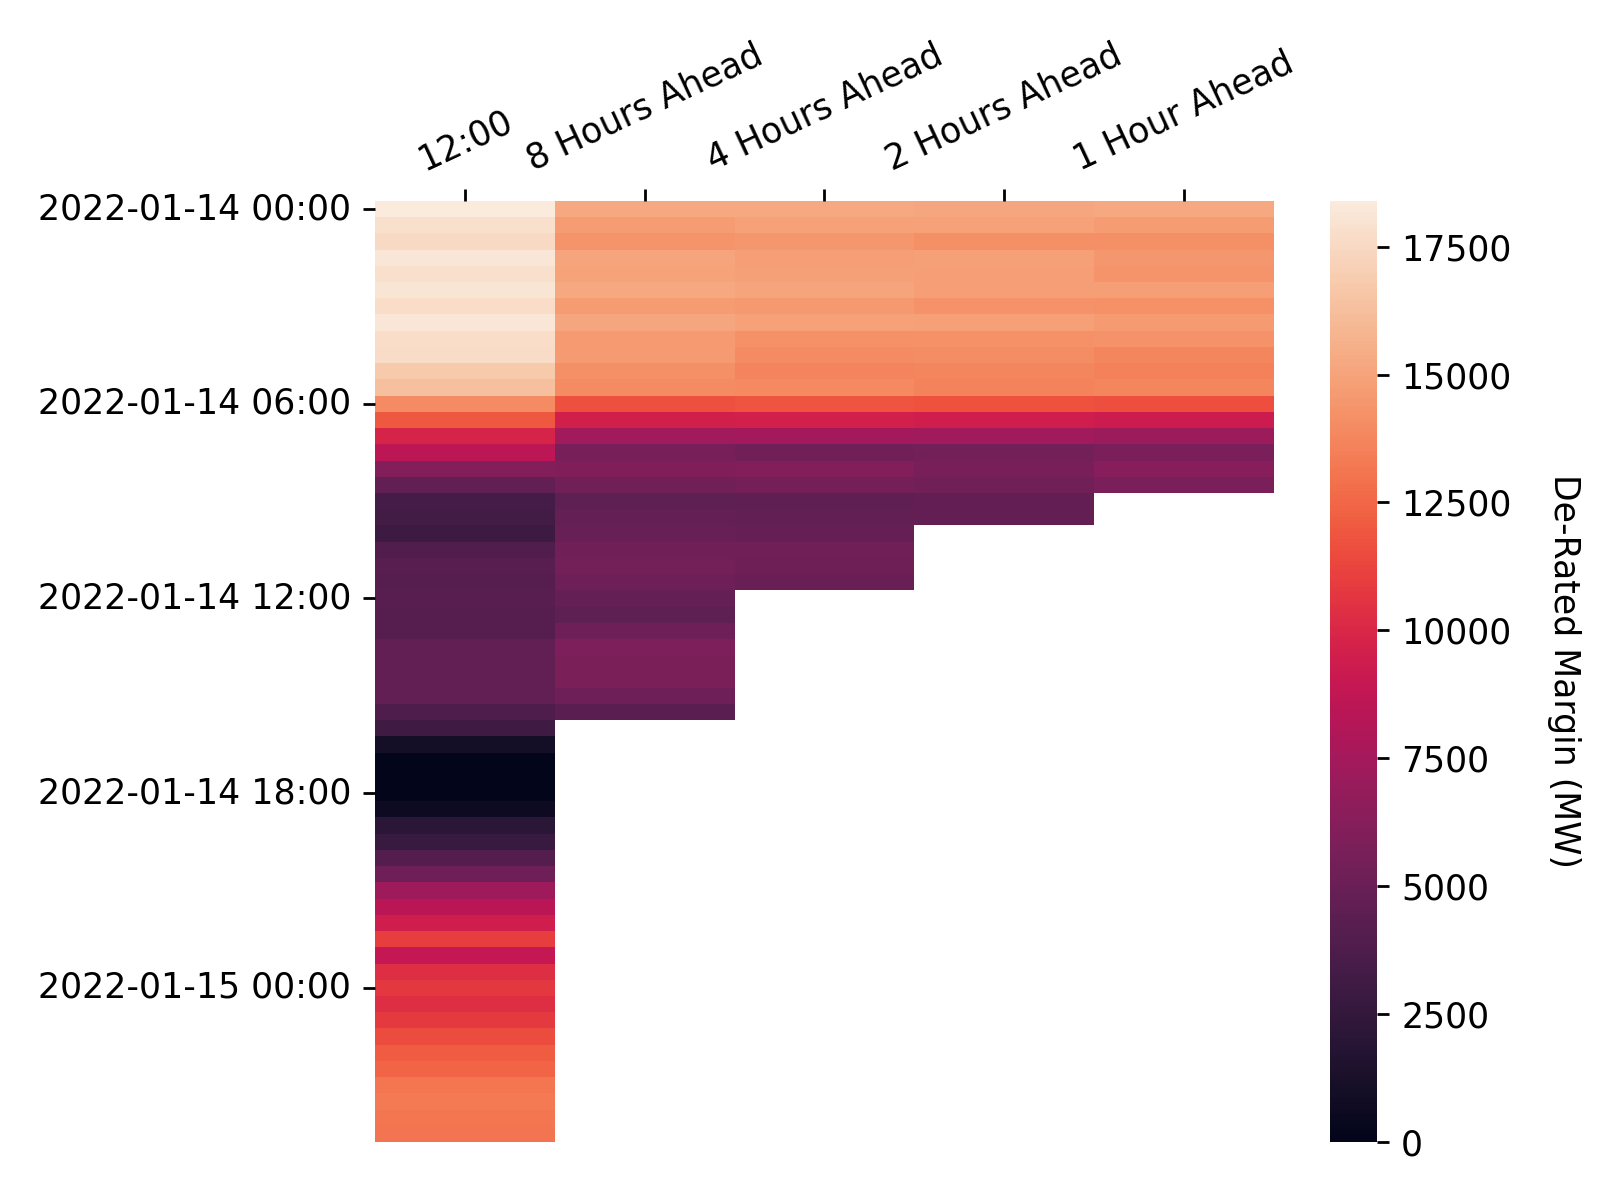 12:00
8 Hours Ahead
4 Hours Ahead
2 Hours Ahead
1 Hour Ahead
2022-01-14 00:00
2022-01-14 06:00
2022-01-14 12:00
2022-01-14 18:00
2022-01-15 00:00
17500
15000
12500
10000
7500
5000
2500
0
De-Rated Margin (MW)